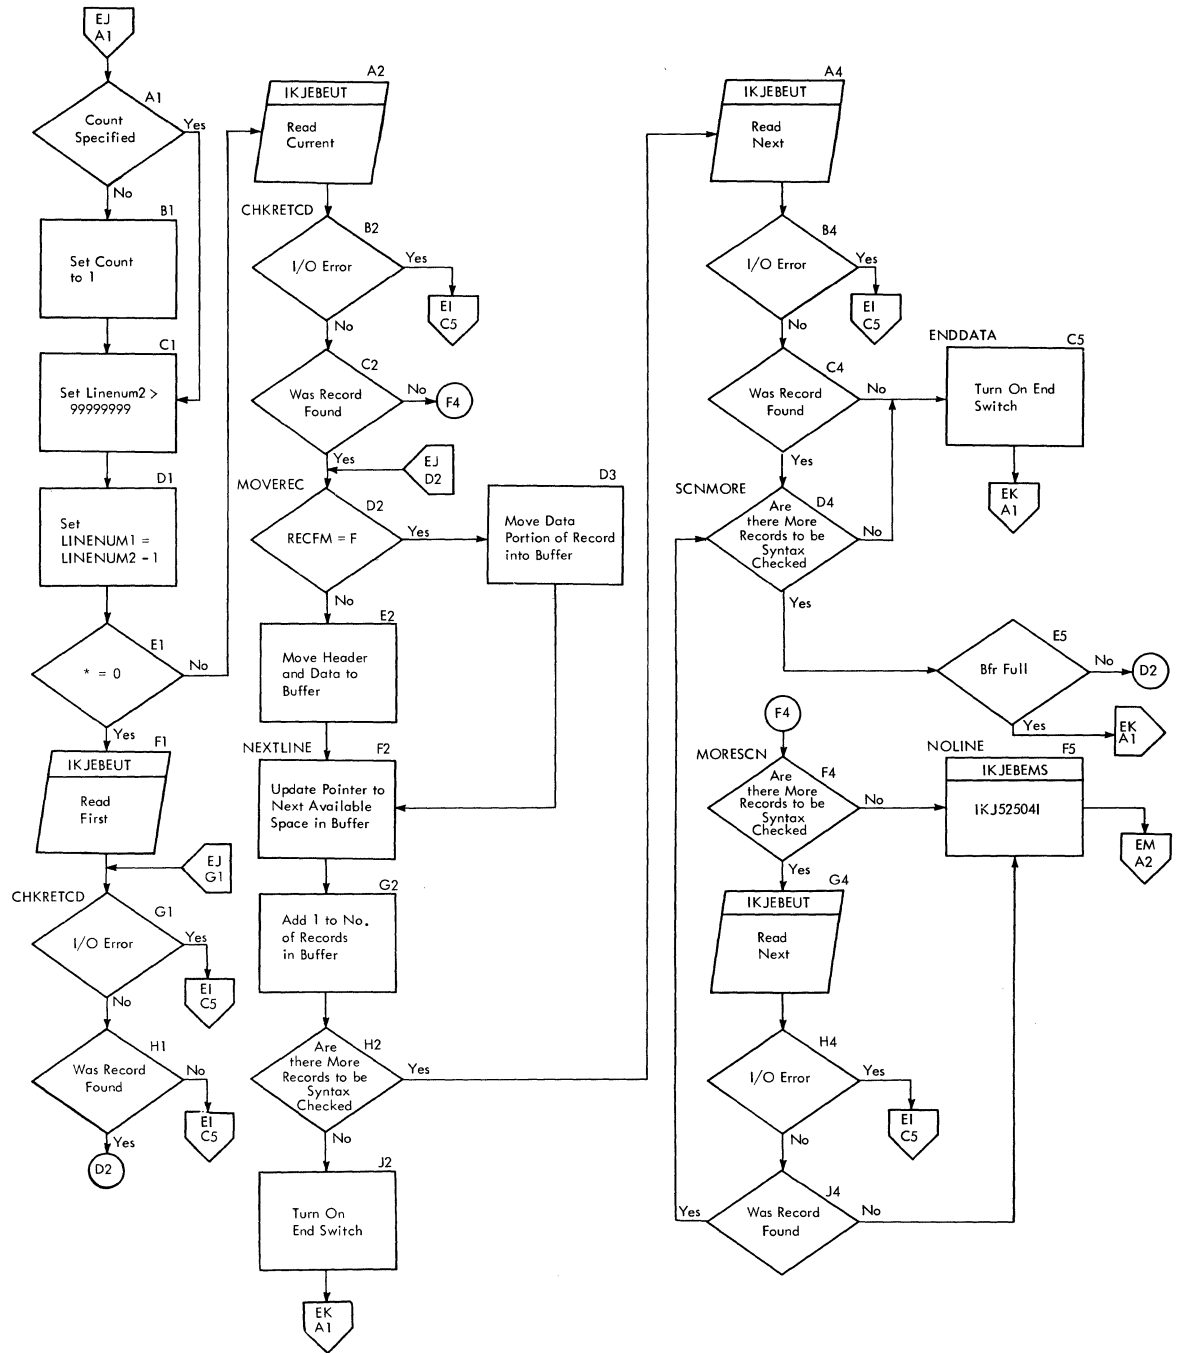 EJ
A1
A1
Count
Specified
Yes
No
B1
Set Count
to 1
C1
Set Linenum2 >
99999999
D1
Set
LINENUM1 =
LINENUM2 - 1
E1
* = 0
No
Yes
F1
IKJEBEUT
Read
First
EJ
G1
CHKRETCD
G1
I/O Error
Yes
EI
C5
No
H1
Was Record
Found
No
EI
C5
Yes
D2
A2
IKJEBEUT
Read
Current
CHKRETCD
B2
I/O Error
Yes
EI
C5
No
C2
Was Record
Found
No
F4
Yes
EJ
D2
MOVEREC
D2
RECFM = F
Yes
D3
Move Data
Portion of Record
into Buffer
No
E2
Move Header
and Data to
Buffer
NEXTLINE
F2
Update Pointer to
Next Available
Space in Buffer
G2
Add 1 to No.
of Records
in Buffer
H2
Are
there More
Records to be
Syntax
Checked
Yes
No
J2
Turn On
End Switch
EK
A1
A4
IKJEBEUT
Read
Next
B4
I/O Error
Yes
EI
C5
No
C4
Was Record
Found
No
ENDDATA
C5
Turn On End
Switch
EK
A1
Yes
SCNMORE
D4
Are
there More
Records to be
Syntax
Checked
No
Yes
E5
Bfr Full
No
D2
Yes
EK
A1
F4
MORESCN
F4
Are
there More
Records to be
Syntax
Checked
No
NOLINE
F5
IKJEBEMS
IKJ52504I
EM
A2
Yes
G4
IKJEBEUT
Read
Next
H4
I/O Error
Yes
EI
C5
No
J4
Was Record
Found
Yes
No